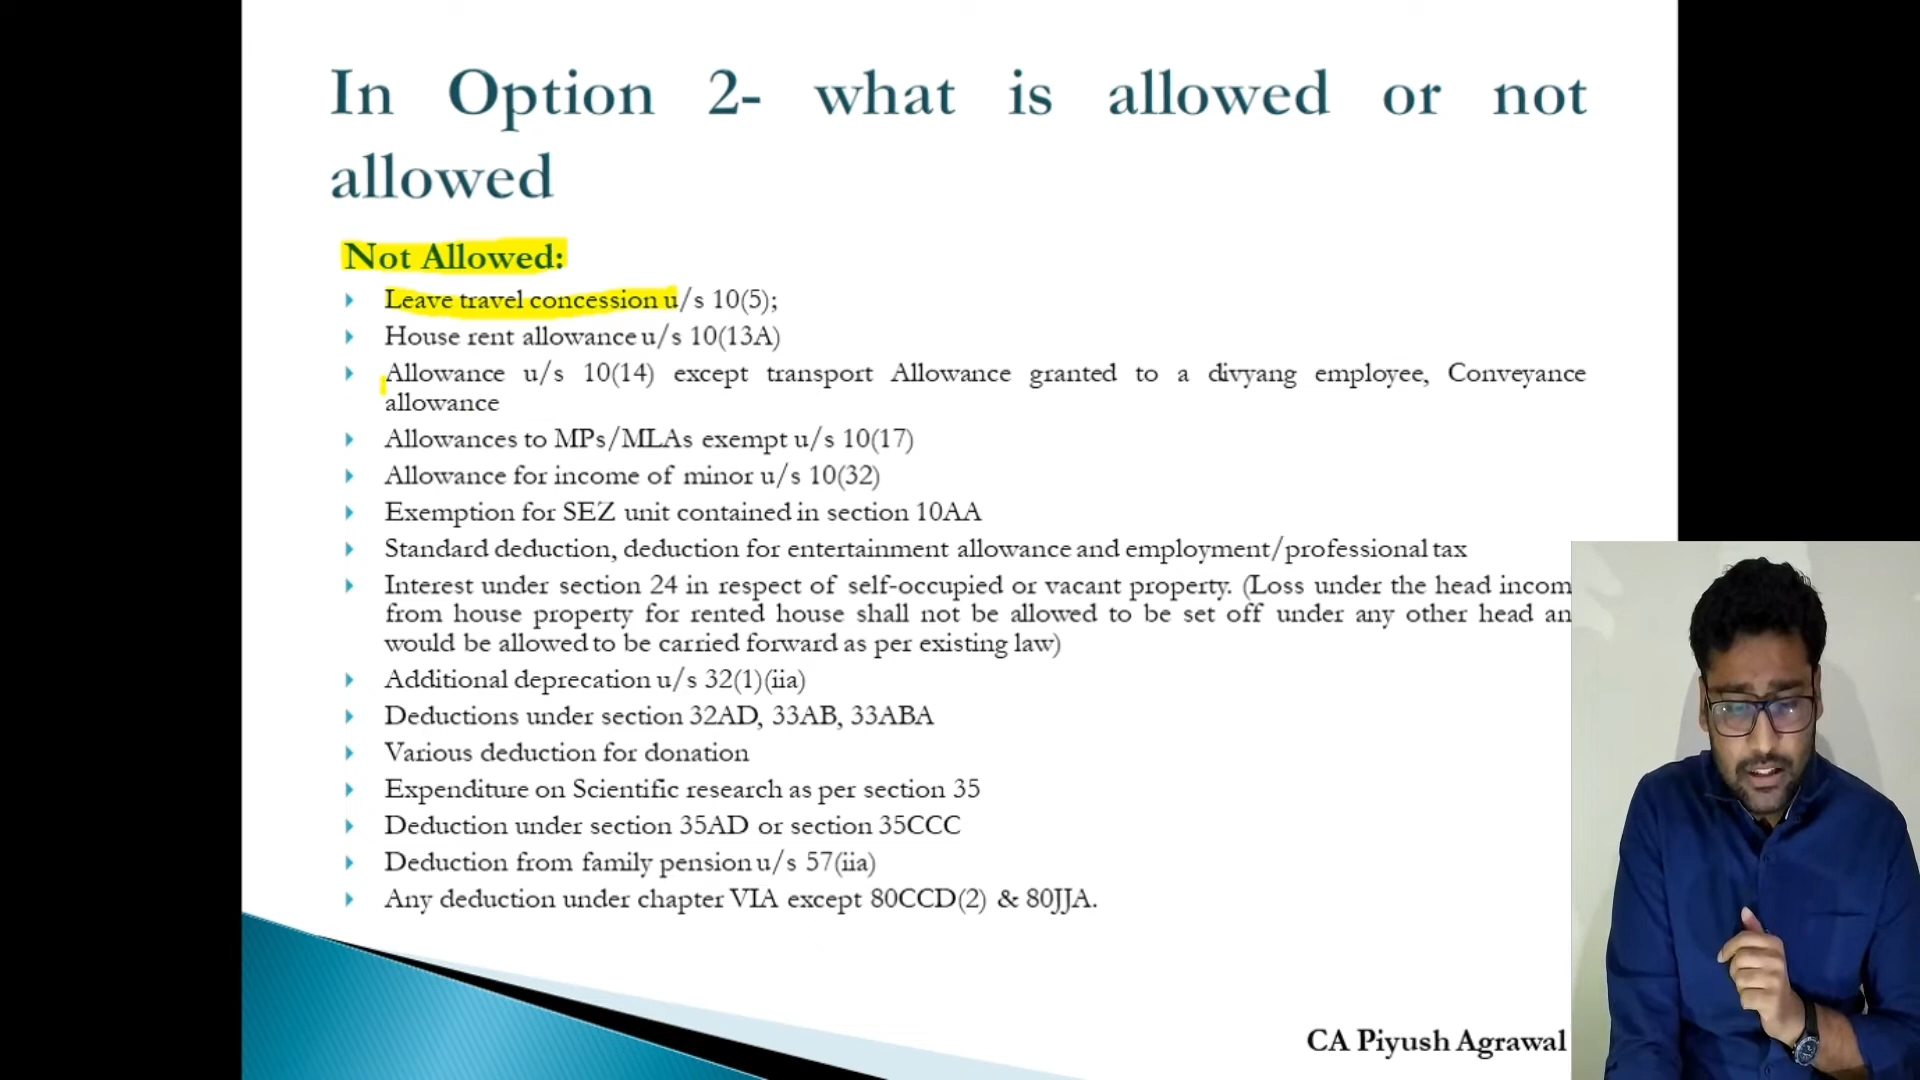 In Option 2- what is allowed or not
allowed
Not Allowed:
Leave travel concession u/s 10(5);
House rent allowance u/s 10(13A)
Allowance u/s 10(14) except transport Allowance granted to a divyang employee, Conveyance
allowance
Allowances to MPs/MLAs exempt u/s 10(17)
Allowance for income of minor u/s 10(32)
Exemption for SEZ unit contained in section 10AA
Standard deduction, deduction for entertainment allowance and employment/professional tax
Interest under section 24 in respect of self-occupied or vacant property. (Loss under the head incom
from house property for rented house shall not be allowed to be set off under any other head an
would be allowed to be carried forward as per existing law)
Additional deprecation u/s 32(1)(iia)
Deductions under section 32AD, 33AB, 33ABA
Various deduction for donation
Expenditure on Scientific research as per section 35
Deduction under section 35AD or section 35CCC
Deduction from family pension u/s 57(iia)
Any deduction under chapter VIA except 80CCD(2) & 80JJA.
CA Piyush Agrawal